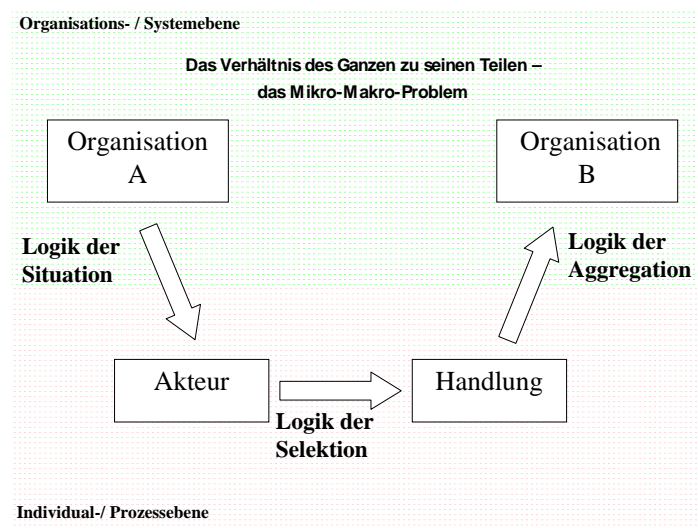 Organisations- / Systemebene
Das Verhältnis des Ganzen zu seinen Teilen –
das Mikro-Makro-Problem
Organisation
A
Organisation
B
Logik der
Situation
Logik der
Aggregation
Akteur
Handlung
Logik der
Selektion
Individual-/ Prozessebene